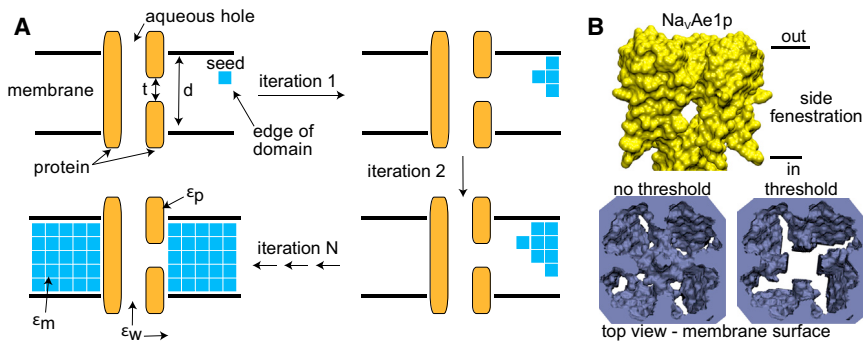 A
aqueous hole
membrane
t
d
seed
edge of
domain
protein
iteration 1
iteration 2
iteration N
εp
εm
εw
B
NaᵥAe1p
out
side
fenestration
in
no threshold
threshold
top view - membrane surface